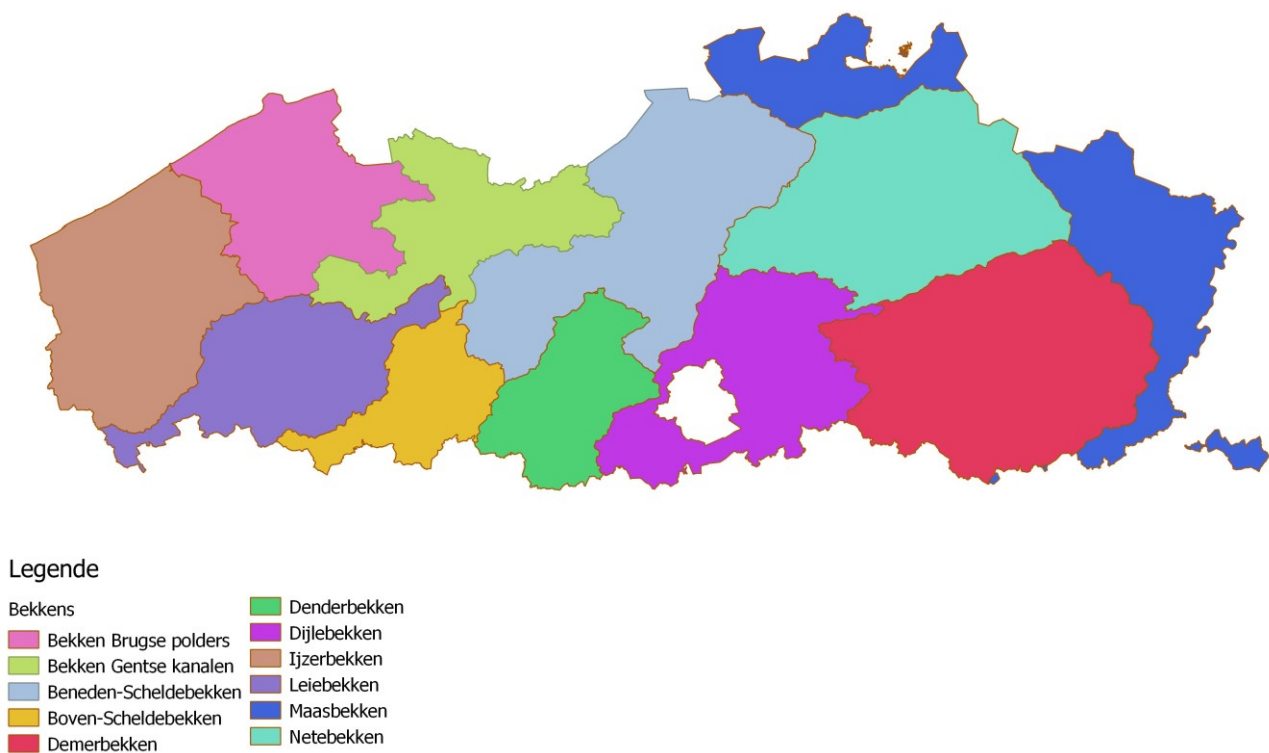 Legende
Bekkens
Bekken Brugse polders
Bekken Gentse kanalen
Beneden-Scheldebekken
Boven-Scheldebekken
Demerbekken
Denderbekken
Dijlebekken
Ijzerbekken
Leiebekken
Maasbekken
Netebekken